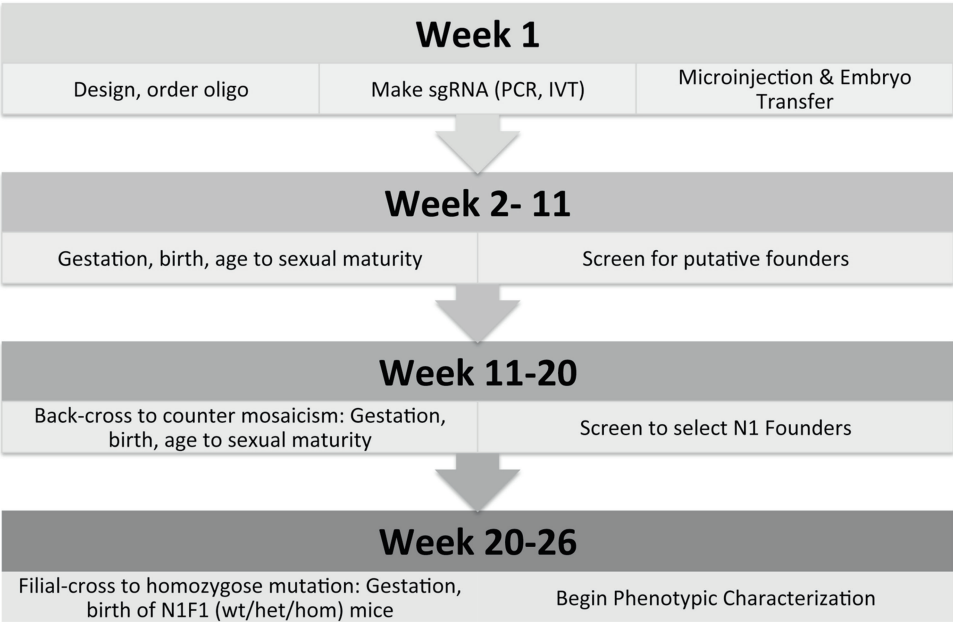 Week 1
Design, order oligo
Make sgRNA (PCR, IVT)
Microinjection & Embryo
Transfer
Week 2- 11
Gestation, birth, age to sexual maturity
Screen for putative founders
Week 11-20
Back-cross to counter mosaicism: Gestation,
birth, age to sexual maturity
Screen to select N1 Founders
Week 20-26
Filial-cross to homozygose mutation: Gestation,
birth of N1F1 (wt/het/hom) mice
Begin Phenotypic Characterization